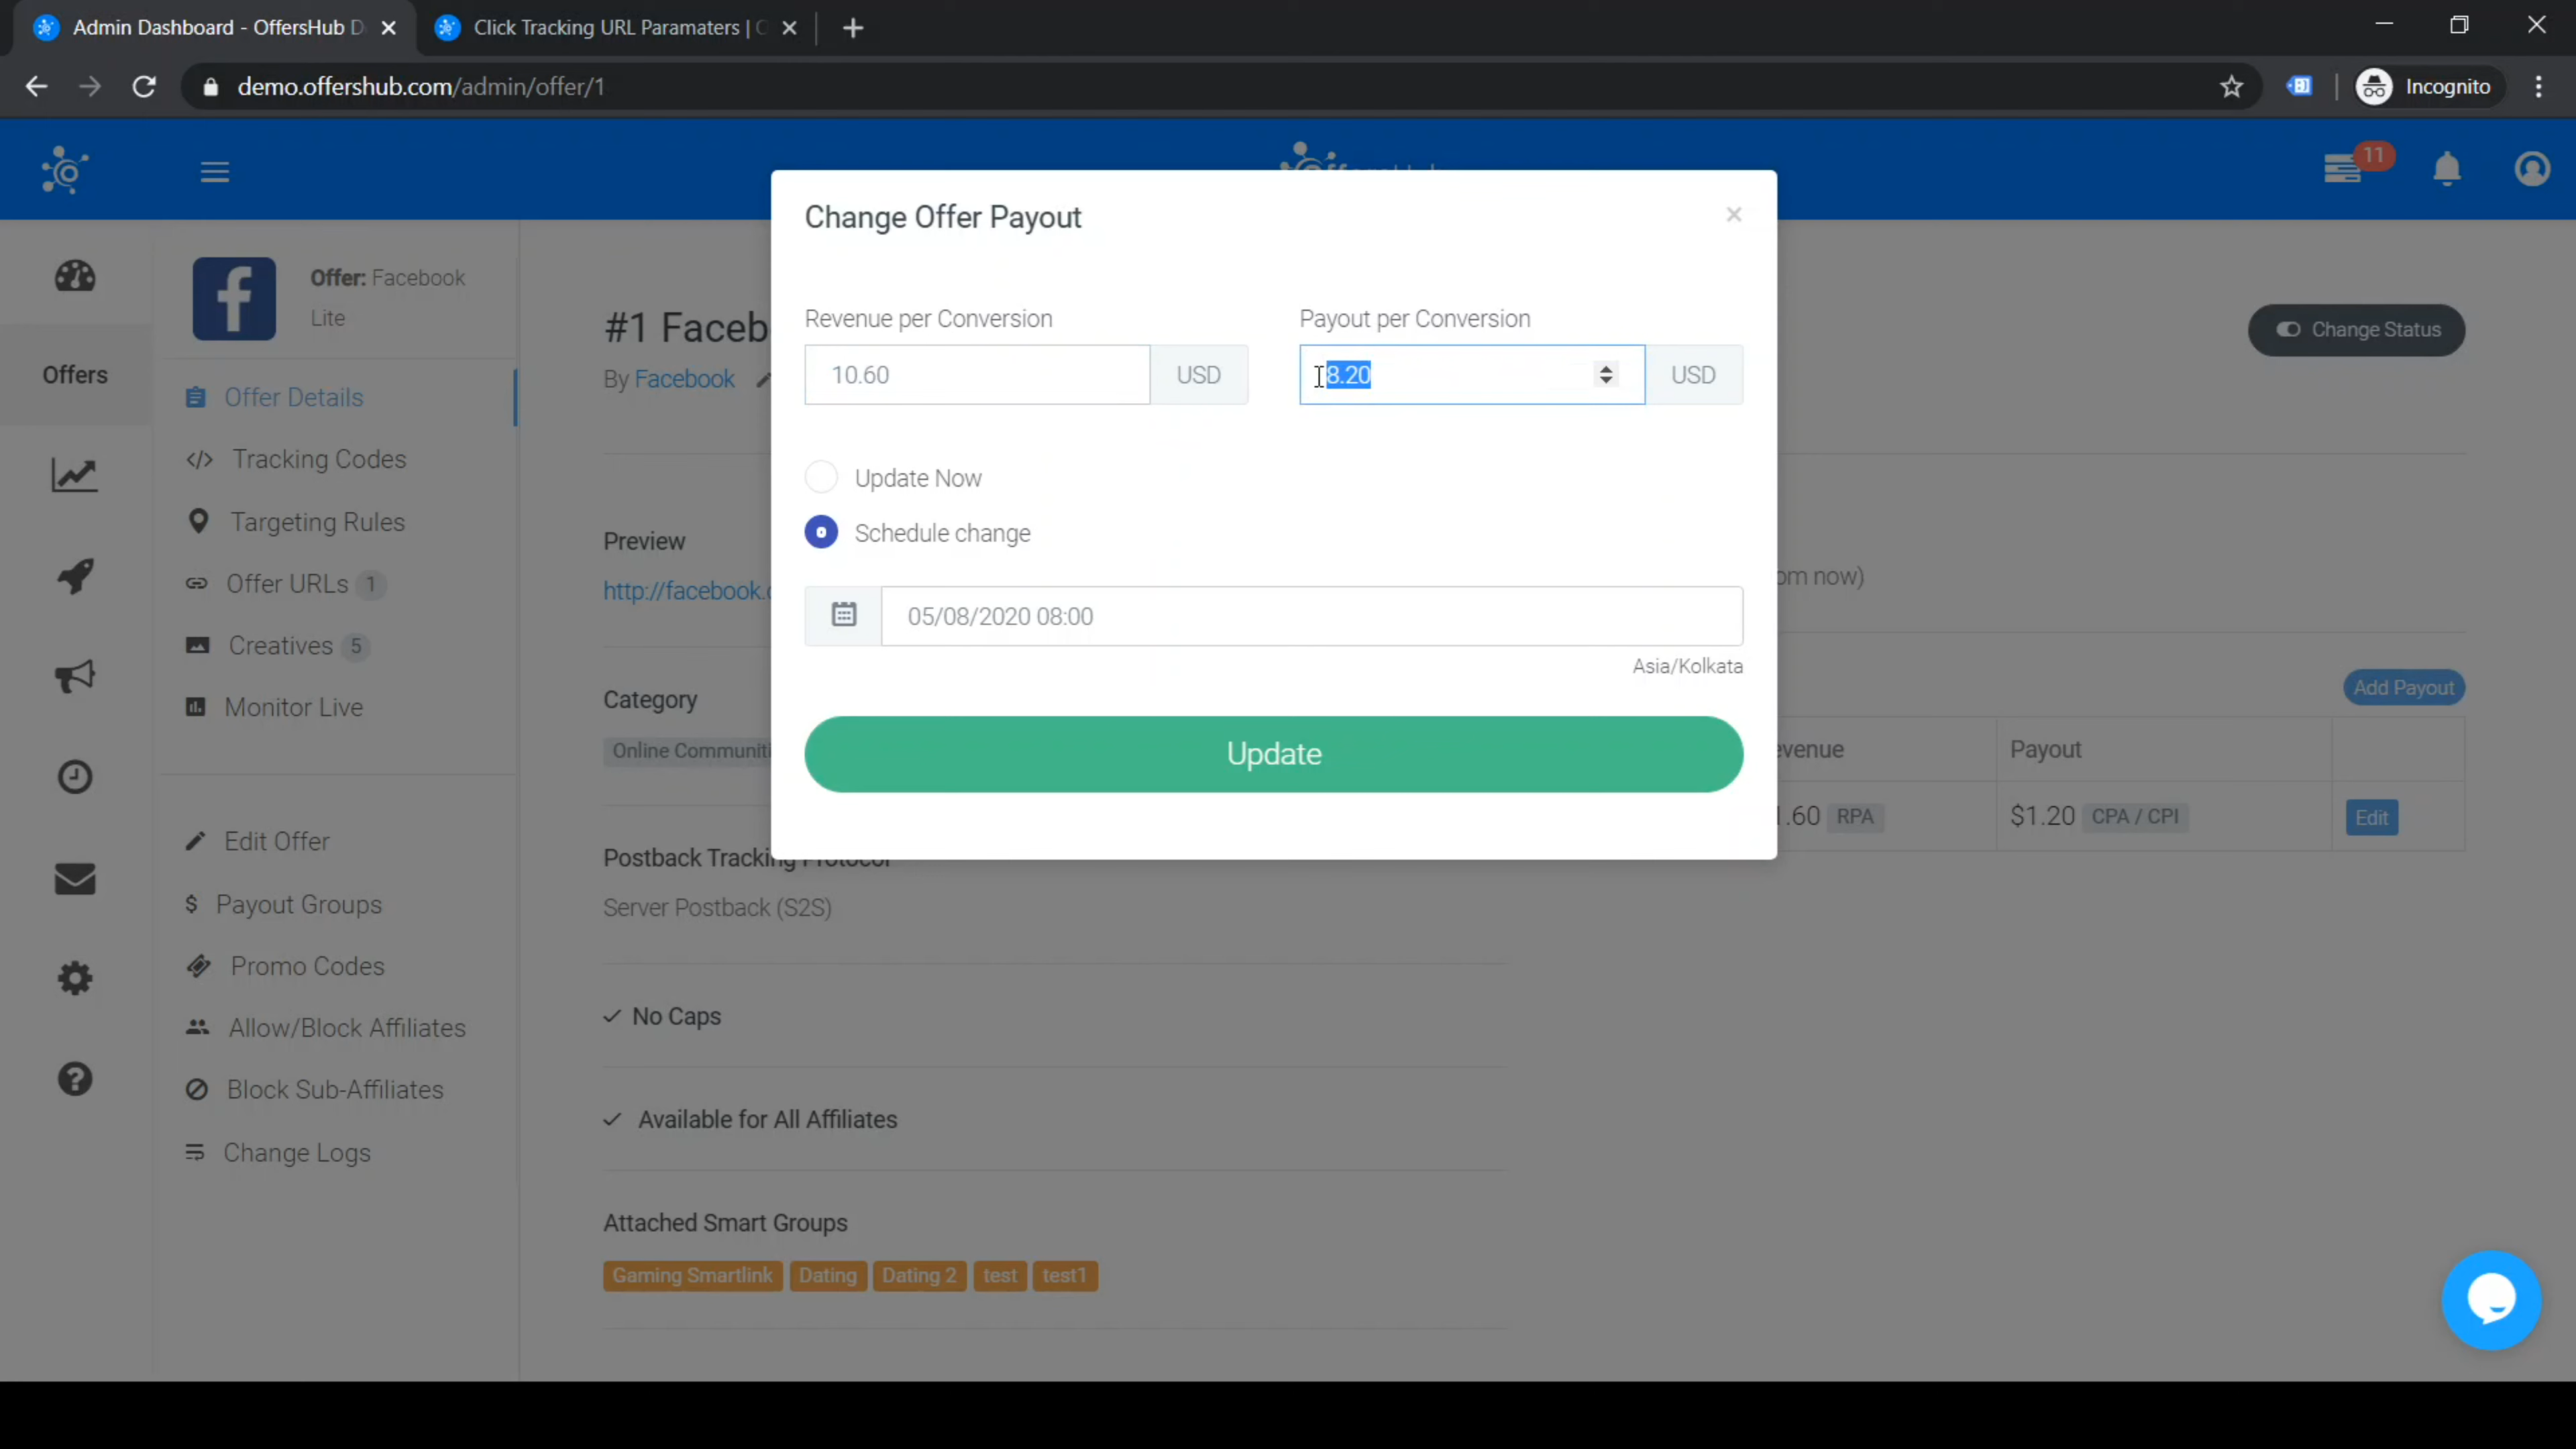 Admin Dashboard - OffersHub D
Click Tracking URL Paramaters |
demo.offershub.com/admin/offer/1
Incognito
11
Offer: Facebook
Lite
Offers
Offer Details
Tracking Codes
Targeting Rules
Offer URLs 1
Creatives 5
Monitor Live
Edit Offer
$ Payout Groups
Promo Codes
Allow/Block Affiliates
Block Sub-Affiliates
Change Logs
#1 Faceb
By Facebook
Change Status
Preview
http://facebook.
om now)
Category
Online Communiti
Add Payout
evenue
Payout
.60 RPA
$1.20 CPA / CPI
Edit
Postback Tracking Protocol
Server Postback (S2S)
No Caps
Available for All Affiliates
Attached Smart Groups
Gaming Smartlink Dating Dating 2 test test1
Change Offer Payout
×
Revenue per Conversion
Payout per Conversion
10.60 USD
8.20 USD
Update Now
Schedule change
05/08/2020 08:00
Asia/Kolkata
Update